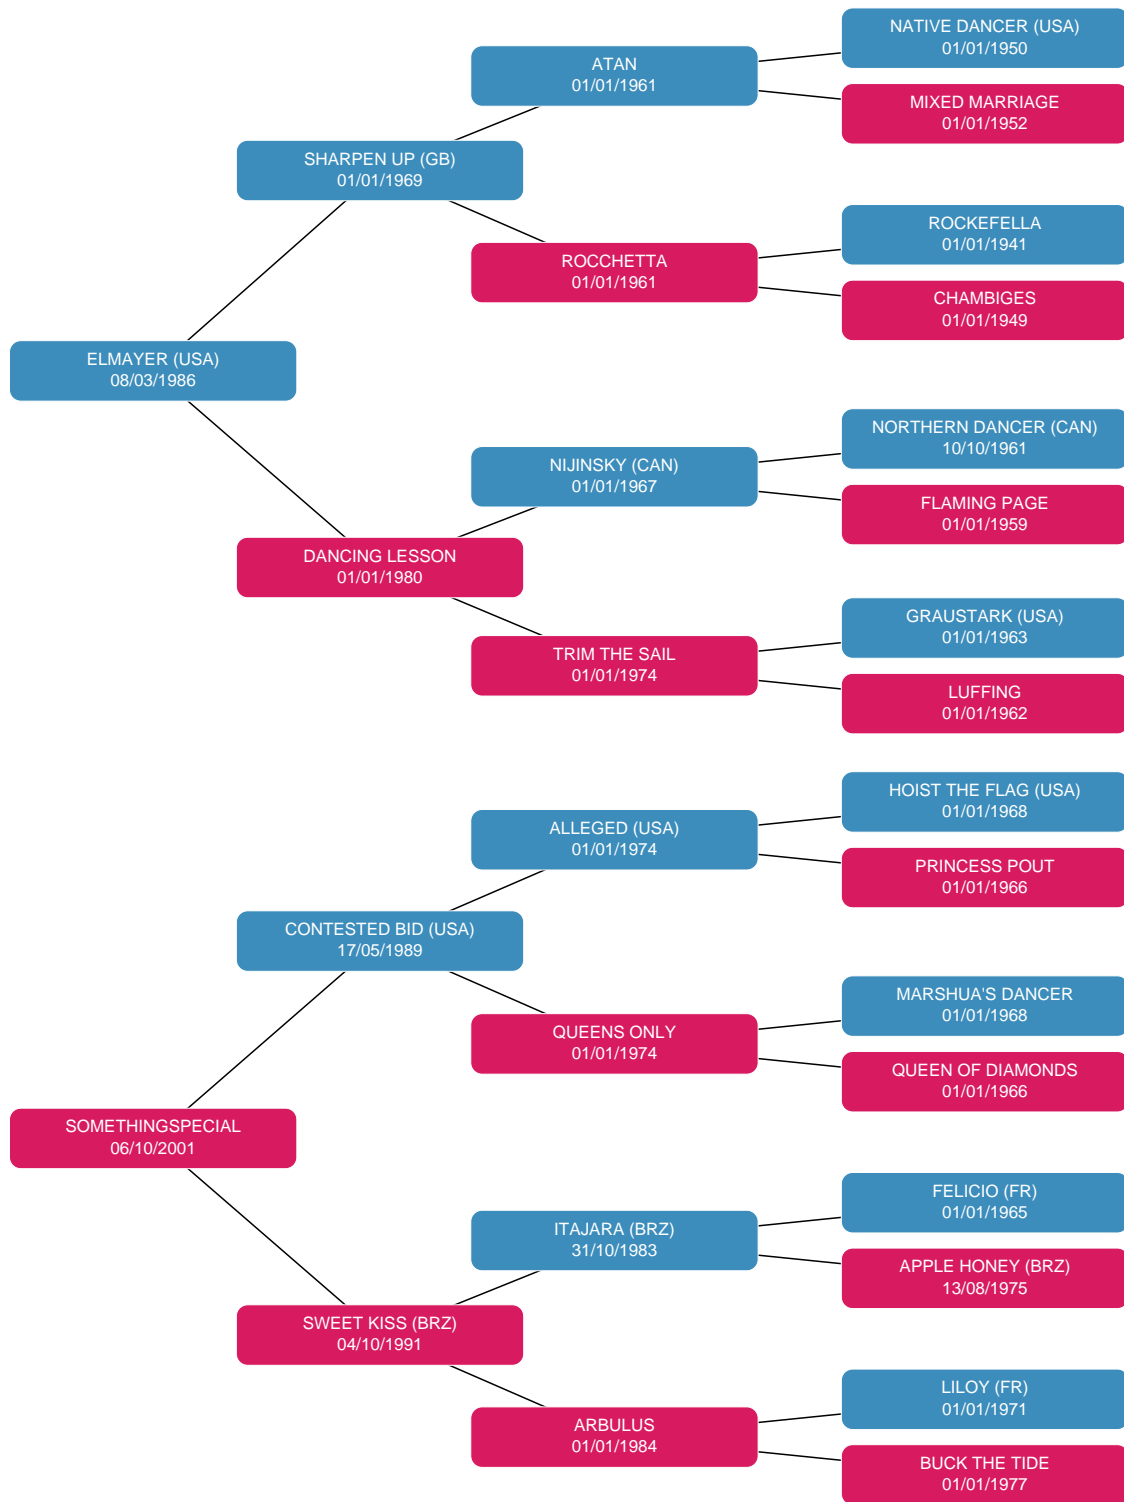 NATIVE DANCER (USA)
01/01/1950
ATAN
01/01/1961
MIXED MARRIAGE
01/01/1952
SHARPEN UP (GB)
01/01/1969
ROCKEFELLA
01/01/1941
ROCCHETTA
01/01/1961
CHAMBIGES
01/01/1949
ELMAYER (USA)
08/03/1986
NORTHERN DANCER (CAN)
10/10/1961
NIJINSKY (CAN)
01/01/1967
FLAMING PAGE
01/01/1959
DANCING LESSON
01/01/1980
GRAUSTARK (USA)
01/01/1963
TRIM THE SAIL
01/01/1974
LUFFING
01/01/1962
HOIST THE FLAG (USA)
01/01/1968
ALLEGED (USA)
01/01/1974
PRINCESS POUT
01/01/1966
CONTESTED BID (USA)
17/05/1989
MARSHUA'S DANCER
01/01/1968
QUEENS ONLY
01/01/1974
QUEEN OF DIAMONDS
01/01/1966
SOMETHINGSPECIAL
06/10/2001
FELICIO (FR)
01/01/1965
ITAJARA (BRZ)
31/10/1983
APPLE HONEY (BRZ)
13/08/1975
SWEET KISS (BRZ)
04/10/1991
LILOY (FR)
01/01/1971
ARBULUS
01/01/1984
BUCK THE TIDE
01/01/1977